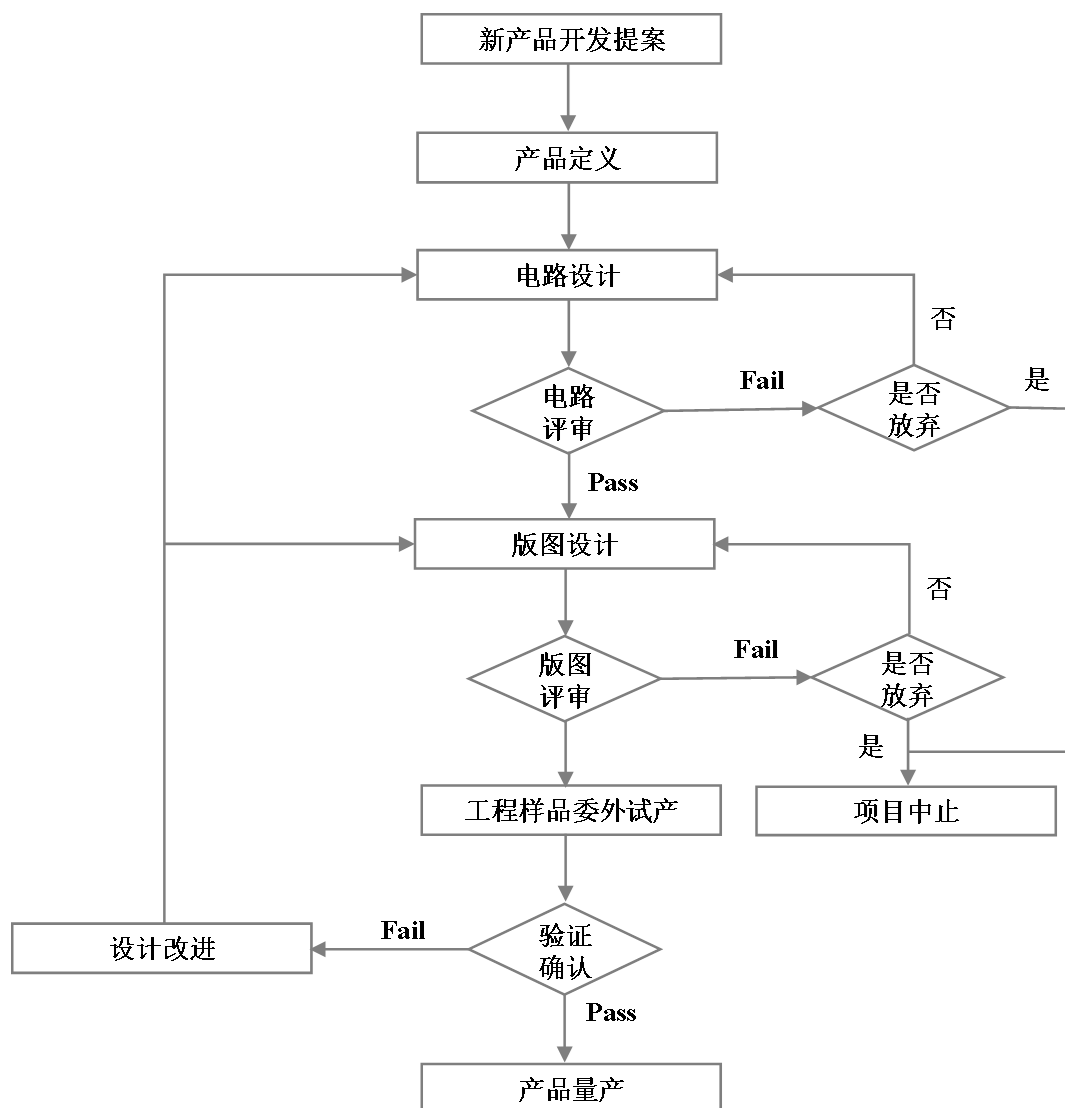 新产品开发提案
产品定义
电路设计
否
电路
评审
Fail
是否
放弃
是
Pass
版图设计
否
版图
评审
Fail
是否
放弃
是
工程样品委外试产
项目中止
验证
确认
Fail
设计改进
Pass
产品量产